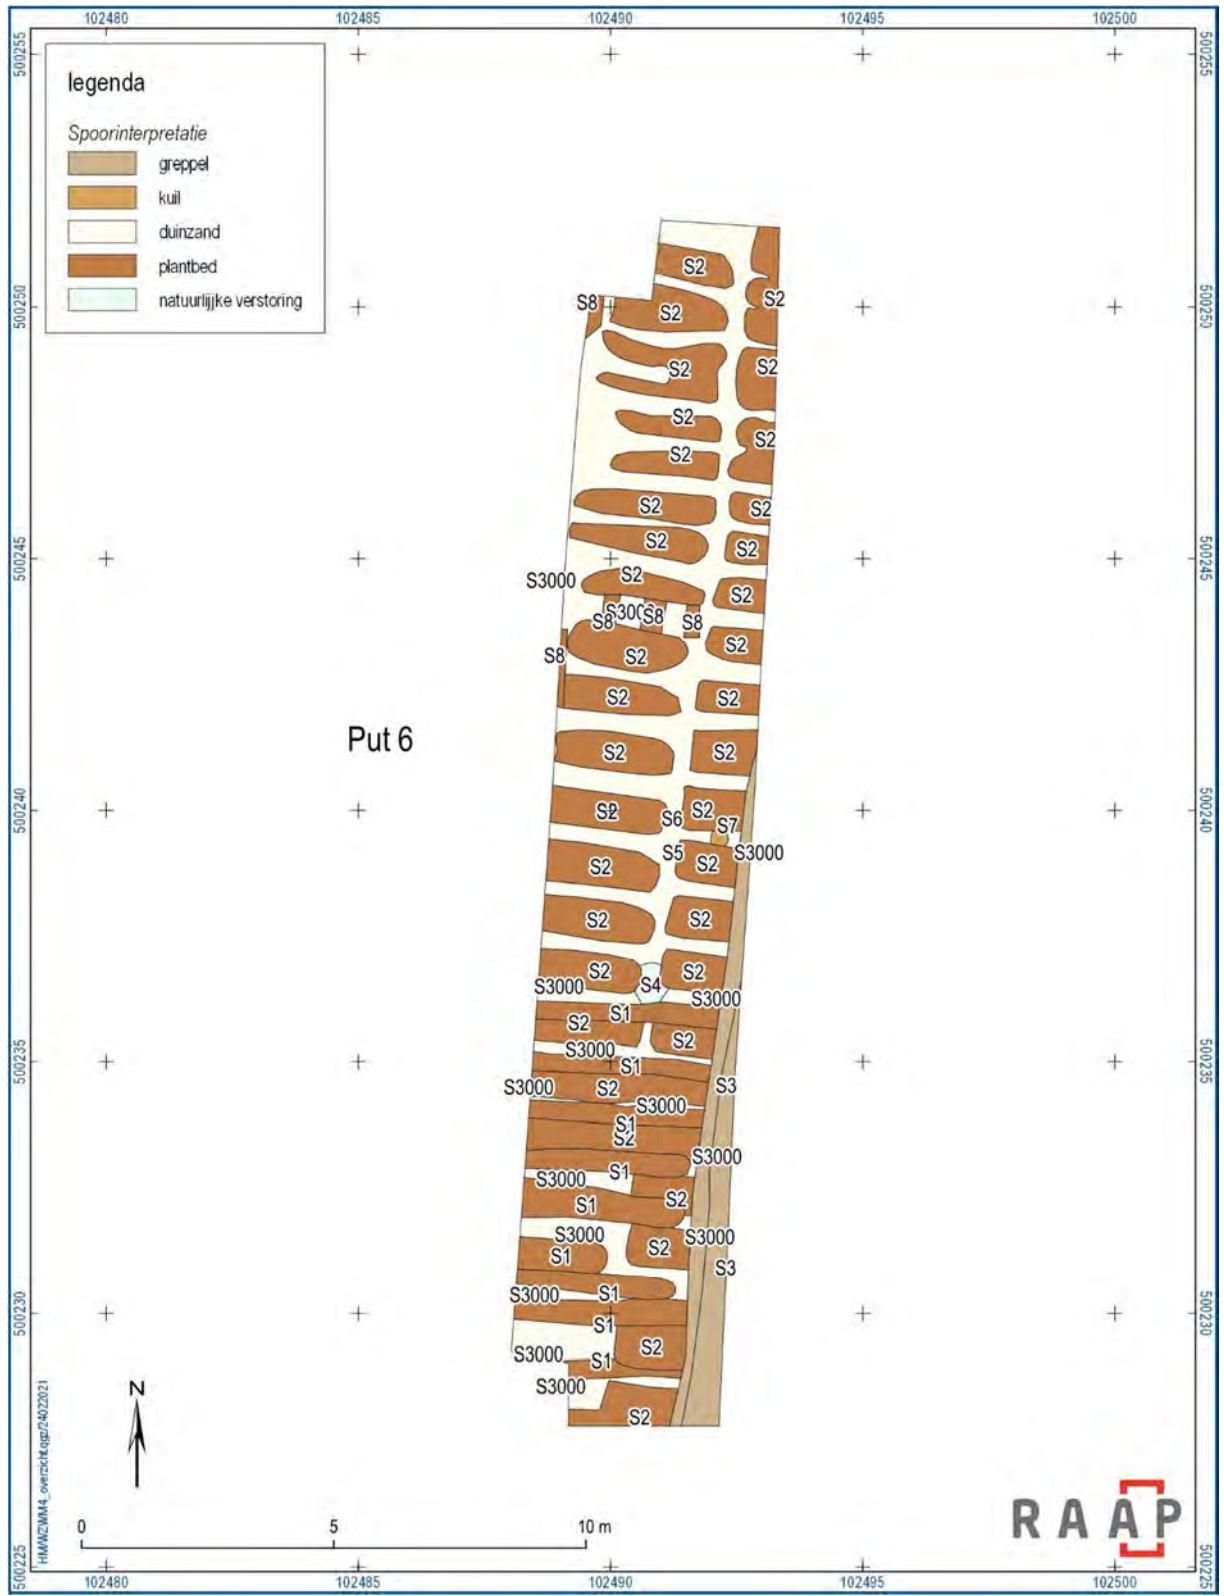 102480 102485 102490 102495 102500
500255 500255
legenda
Spoorinterpretatie
greppel
kuil
duinzand
plantbed
natuurlijjke verstoring
S2
S8 S2 S2
S2 S2
S2
S2
S2
S2 S2
S2 S2
S3000 S2 S2
S8 S8 S8
S8 S2 S2
S2 S2
Put 6
S2 S2
S6 S2
S7
S5 S3000
S2 S2
S2 S2
S2 S2
S3000 S4 S3000
S1
S2 S2
S3000
S1
S3000 S2 S3
S3000
S1
S2
S3000
S1
S3000
S1 S2
S3000 S3000
S1 S2
S3
S3000 S1
S1
S2
S3000 S1
S3000
S2
500250 500250
500245 500245
500240 500240
500235 500235
500230 500230
500225 500225
N
0 5 10 m
RAAP
102480 102485 102490 102495 102500